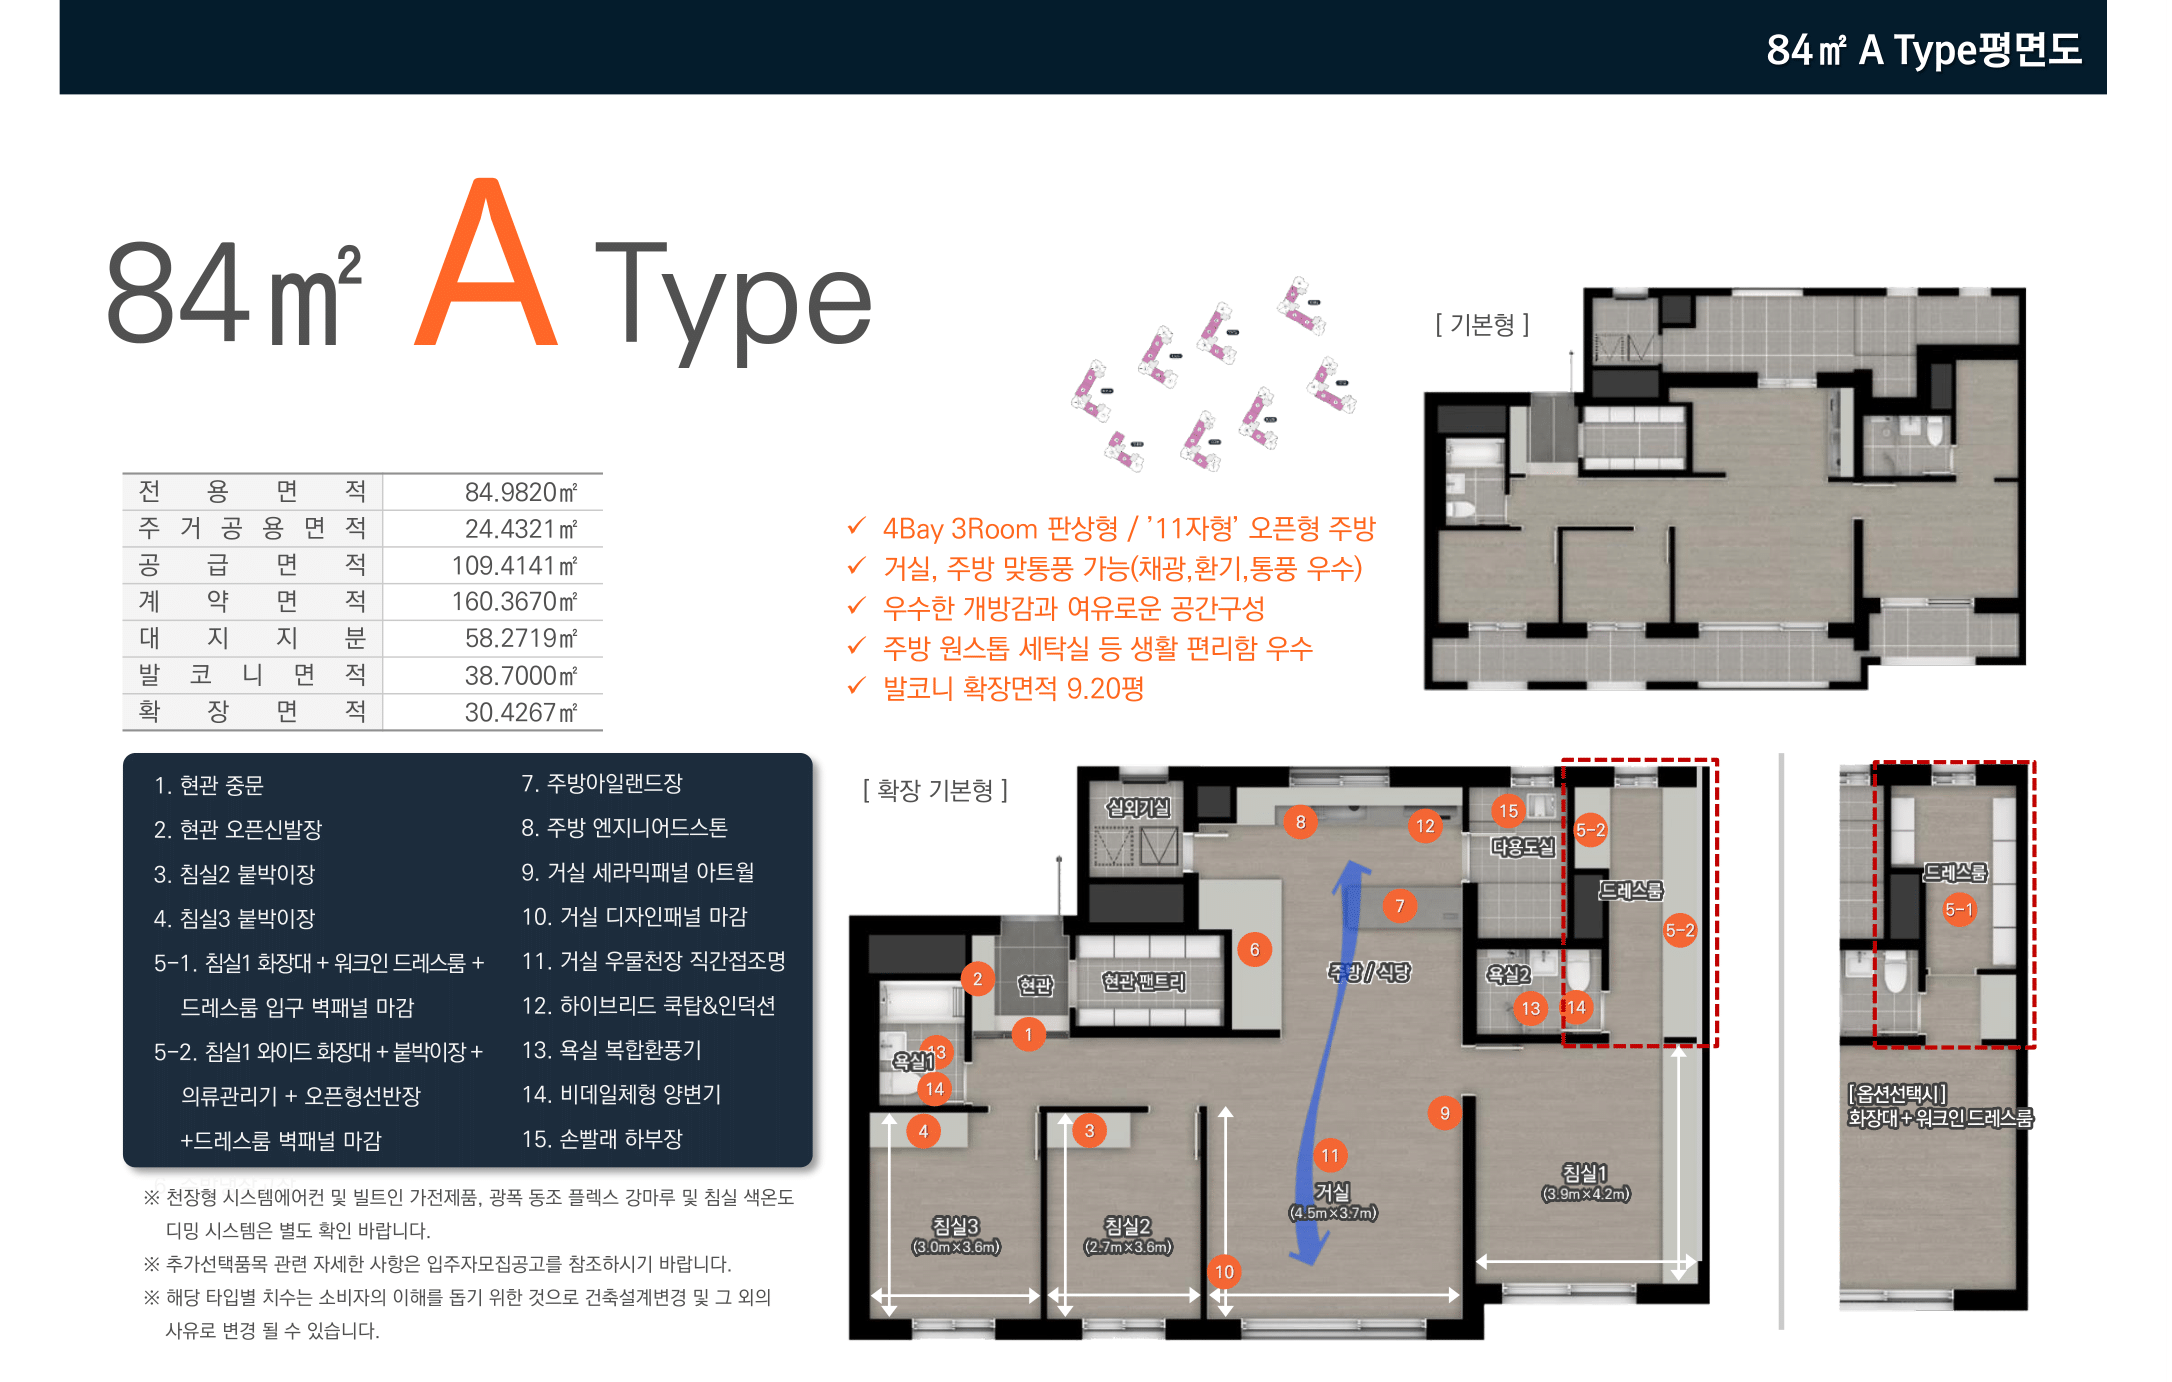 84㎡ A Type평면도
84㎡ A Type
전용면적 84.9820㎡
주거공용면적 24.4321㎡
공급면적 109.4141㎡
계약면적 160.3670㎡
대지지분 58.2719㎡
발코니면적 38.7000㎡
확장면적 30.4267㎡
✓ 4Bay 3Room 판상형 / ’11자형’ 오픈형 주방
✓ 거실, 주방 맞통풍 가능(채광,환기,통풍 우수)
✓ 우수한 개방감과 여유로운 공간구성
✓ 주방 원스톱 세탁실 등 생활 편리함 우수
✓ 발코니 확장면적 9.20평
[ 기본형 ]
1. 현관 중문
2. 현관 오픈신발장
3. 침실2 붙박이장
4. 침실3 붙박이장
5-1. 침실1 화장대 + 워크인 드레스룸 +
드레스룸 입구 벽패널 마감
5-2. 침실1 와이드 화장대 + 붙박이장 +
의류관리기 + 오픈형선반장
+드레스룸 벽패널 마감
7. 주방아일랜드장
8. 주방 엔지니어드스톤
9. 거실 세라믹패널 아트월
10. 거실 디자인패널 마감
11. 거실 우물천장 직간접조명
12. 하이브리드 쿡탑&인덕션
13. 욕실 복합환풍기
14. 비데일체형 양변기
15. 손빨래 하부장
※ 천장형 시스템에어컨 및 빌트인 가전제품, 광폭 동조 플렉스 강마루 및 침실 색온도
디밍 시스템은 별도 확인 바랍니다.
※ 추가선택품목 관련 자세한 사항은 입주자모집공고를 참조하시기 바랍니다.
※ 해당 타입별 치수는 소비자의 이해를 돕기 위한 것으로 건축설계변경 및 그 외의
사유로 변경 될 수 있습니다.
[ 확장 기본형 ]
실외기실
8
12
15
다용도실
5-2
드레스룸
5-2
7
6
주방 / 식당
2
현관
현관 팬트리
1
욕실2
13
14
13
욕실1
14
4
3
9
11
거실
(4.5m×3.7m)
침실1
(3.9m×4.2m)
침실3
(3.0m×3.6m)
침실2
(2.7m×3.6m)
10
드레스룸
5-1
[옵션선택시]
화장대 + 워크인 드레스룸